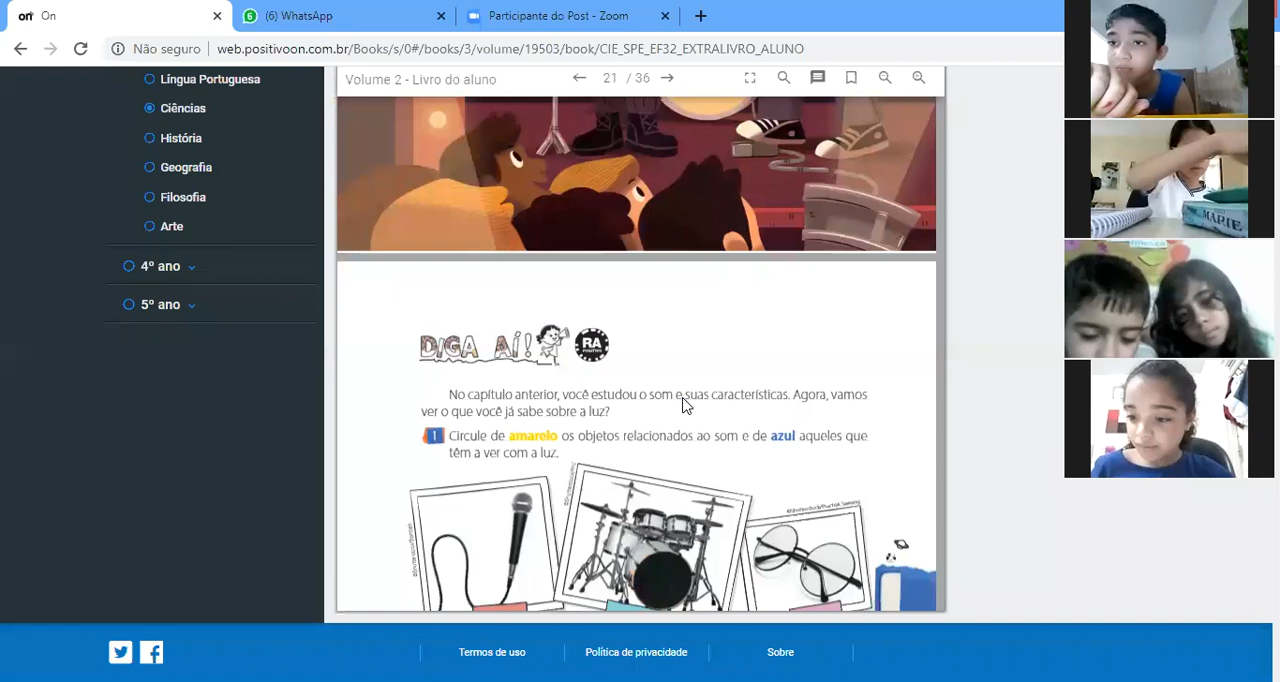 on On
(6) WhatsApp
Participante do Post - Zoom
Não seguro | web.positivoon.com.br/Books/s/0#/books/3/volume/19503/book/CIE_SPE_EF32_EXTRALIVRO_ALUNO
Língua Portuguesa
Ciências
História
Geografia
Filosofia
Arte
4º ano
5º ano
Volume 2 - Livro do aluno
21 / 36
DIGA AÍ!
RA
No capítulo anterior, você estudou o som e suas características. Agora, vamos
ver o que você já sabe sobre a luz?
1 Circule de amarelo os objetos relacionados ao som e de azul aqueles que
têm a ver com a luz.
MARIE
Termos de uso
Política de privacidade
Sobre